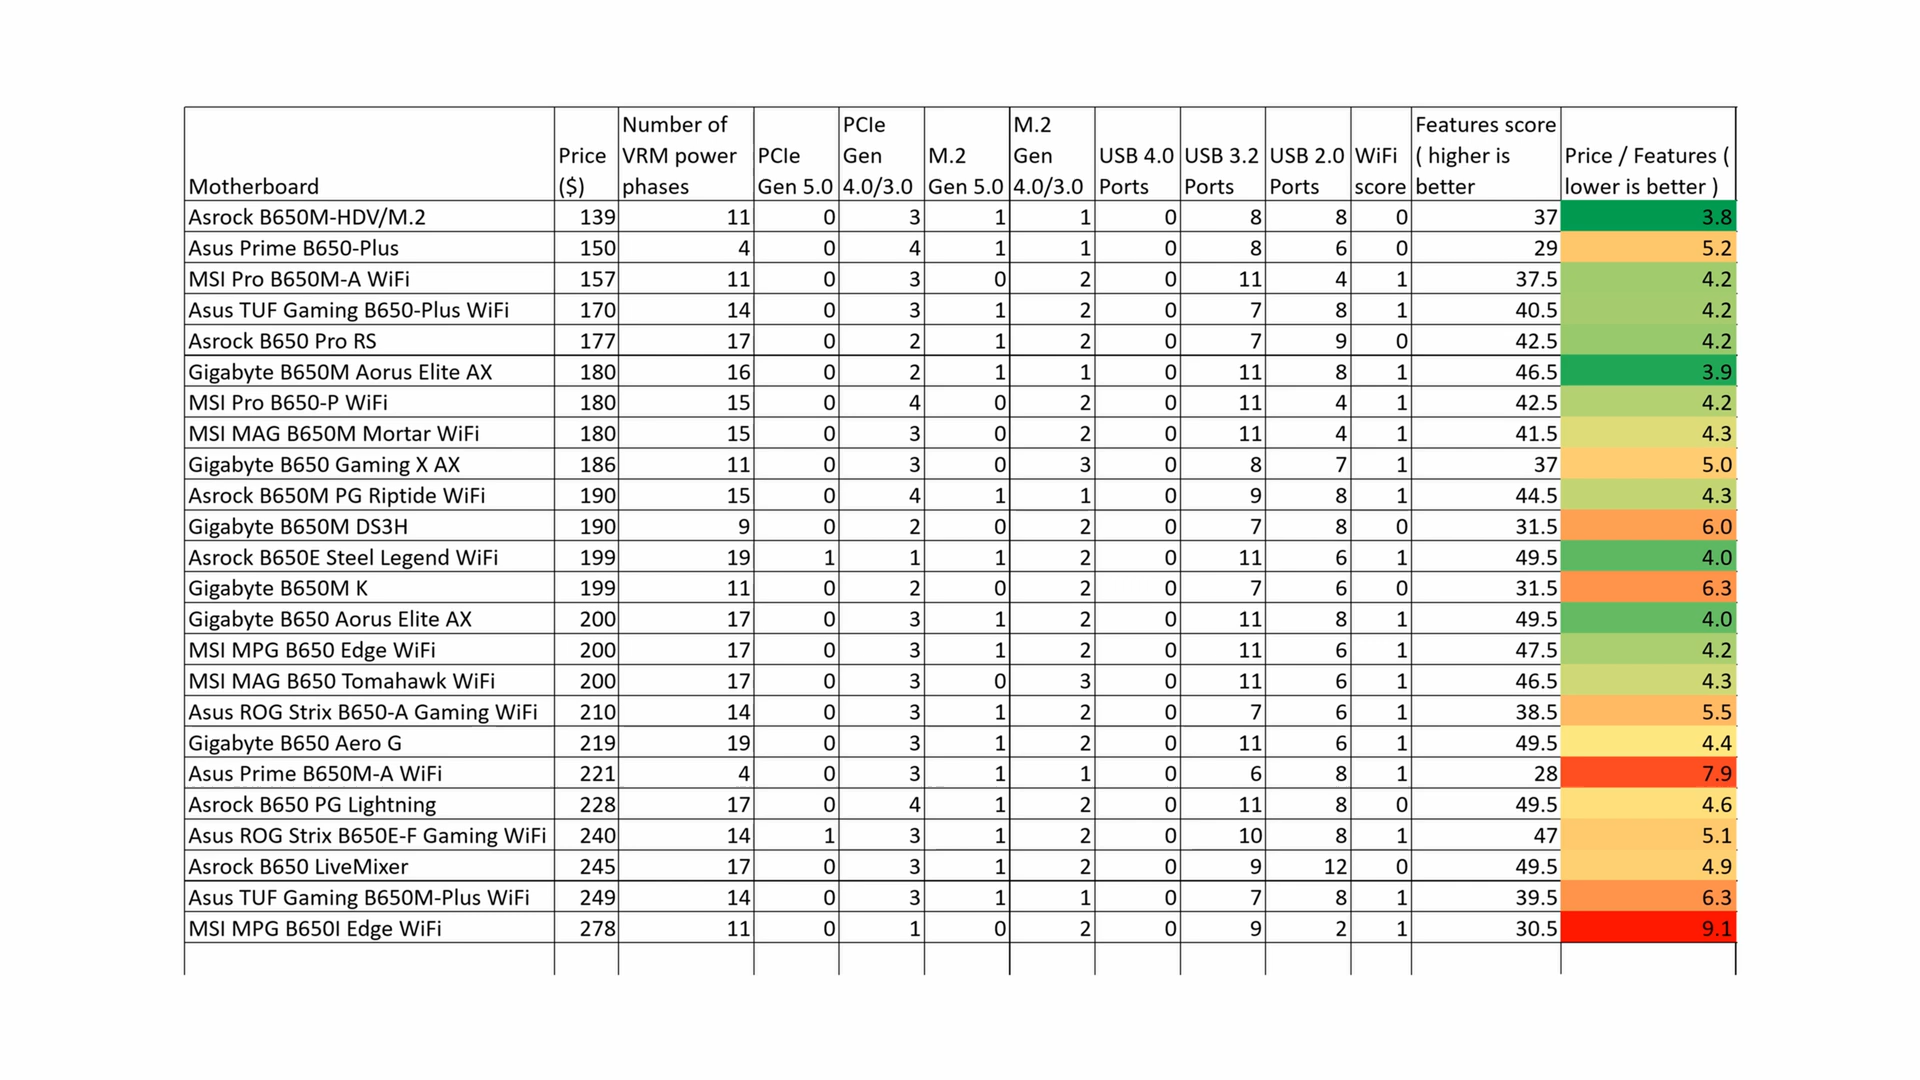 Motherboard Price ($) Number of VRM power phases PCIe Gen 5.0 PCIe Gen 4.0/3.0 M.2 Gen 5.0 M.2 Gen 4.0/3.0 USB 4.0 Ports USB 3.2 Ports USB 2.0 Ports WiFi score Features score ( higher is better Price / Features ( lower is better )
Asrock B650M-HDV/M.2 139 11 0 3 1 1 0 8 8 0 37 3.8
Asus Prime B650-Plus 150 4 0 4 1 1 0 8 6 0 29 5.2
MSI Pro B650M-A WiFi 157 11 0 3 0 2 0 11 4 1 37.5 4.2
Asus TUF Gaming B650-Plus WiFi 170 14 0 3 1 2 0 7 8 1 40.5 4.2
Asrock B650 Pro RS 177 17 0 2 1 2 0 7 9 0 42.5 4.2
Gigabyte B650M Aorus Elite AX 180 16 0 2 1 1 0 11 8 1 46.5 3.9
MSI Pro B650-P WiFi 180 15 0 4 0 2 0 11 4 1 42.5 4.2
MSI MAG B650M Mortar WiFi 180 15 0 3 0 2 0 11 4 1 41.5 4.3
Gigabyte B650 Gaming X AX 186 11 0 3 0 3 0 8 7 1 37 5.0
Asrock B650M PG Riptide WiFi 190 15 0 4 1 1 0 9 8 1 44.5 4.3
Gigabyte B650M DS3H 190 9 0 2 0 2 0 7 8 0 31.5 6.0
Asrock B650E Steel Legend WiFi 199 19 1 1 1 2 0 11 6 1 49.5 4.0
Gigabyte B650M K 199 11 0 2 0 2 0 7 6 0 31.5 6.3
Gigabyte B650 Aorus Elite AX 200 17 0 3 1 2 0 11 8 1 49.5 4.0
MSI MPG B650 Edge WiFi 200 17 0 3 1 2 0 11 6 1 47.5 4.2
MSI MAG B650 Tomahawk WiFi 200 17 0 3 0 3 0 11 6 1 46.5 4.3
Asus ROG Strix B650-A Gaming WiFi 210 14 0 3 1 2 0 7 6 1 38.5 5.5
Gigabyte B650 Aero G 219 19 0 3 1 2 0 11 6 1 49.5 4.4
Asus Prime B650M-A WiFi 221 4 0 3 1 1 0 6 8 1 28 7.9
Asrock B650 PG Lightning 228 17 0 4 1 2 0 11 8 0 49.5 4.6
Asus ROG Strix B650E-F Gaming WiFi 240 14 1 3 1 2 0 10 8 1 47 5.1
Asrock B650 LiveMixer 245 17 0 3 1 2 0 9 12 0 49.5 4.9
Asus TUF Gaming B650M-Plus WiFi 249 14 0 3 1 1 0 7 8 1 39.5 6.3
MSI MPG B650I Edge WiFi 278 11 0 1 0 2 0 9 2 1 30.5 9.1